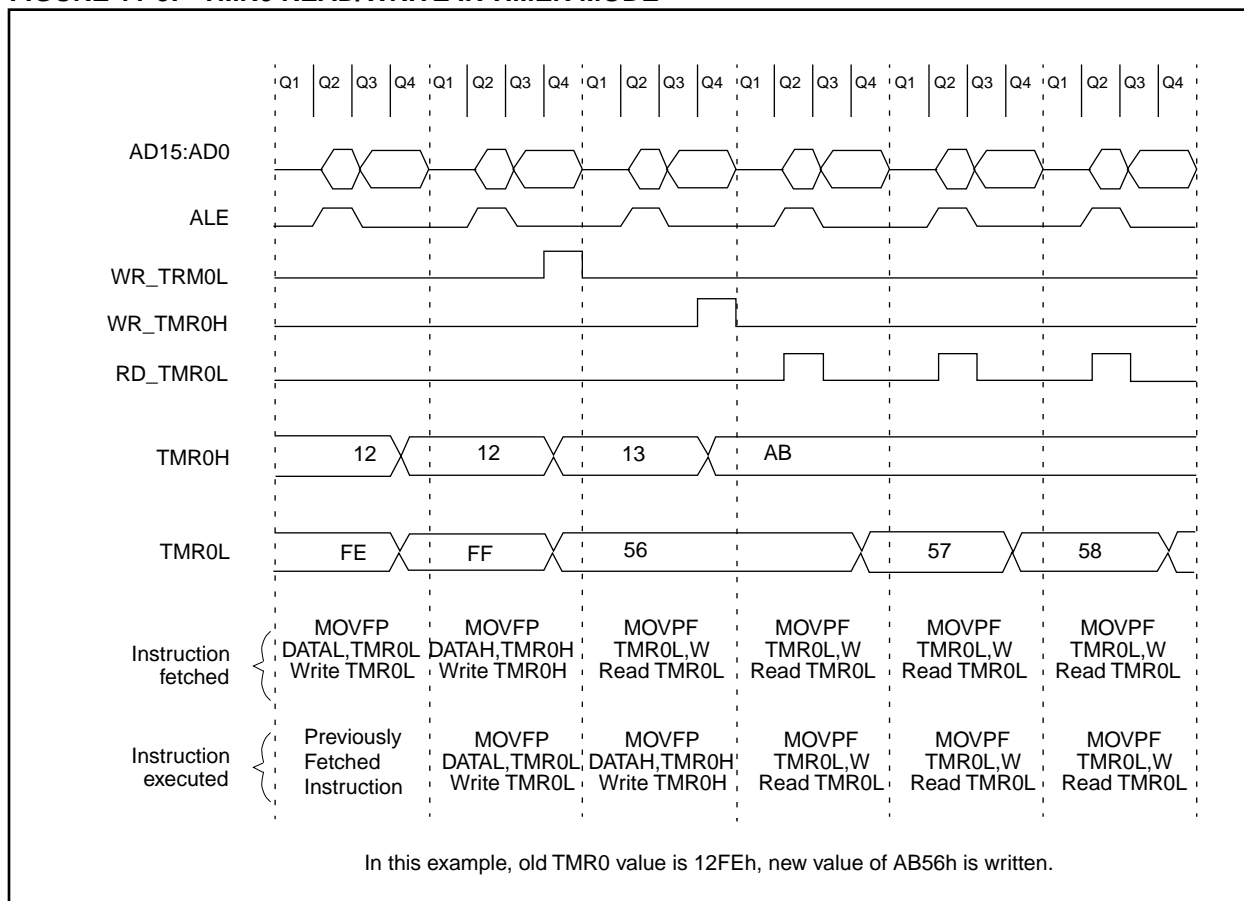 Q1 Q2 Q3 Q4 Q1 Q2 Q3 Q4 Q1 Q2 Q3 Q4 Q1 Q2 Q3 Q4 Q1 Q2 Q3 Q4 Q1 Q2 Q3 Q4
AD15:AD0
ALE
WR_TRM0L
WR_TMR0H
RD_TMR0L
TMR0H 12 12 13 AB
TMR0L FE FF 56 57 58
Instruction fetched
MOVFP
DATAL,TMR0L
Write TMR0L
MOVFP
DATAH,TMR0H
Write TMR0H
MOVPF
TMR0L,W
Read TMR0L
MOVPF
TMR0L,W
Read TMR0L
MOVPF
TMR0L,W
Read TMR0L
MOVPF
TMR0L,W
Read TMR0L
Instruction executed
Previously
Fetched
Instruction
MOVFP
DATAL,TMR0L
Write TMR0L
MOVFP
DATAH,TMR0H
Write TMR0H
MOVPF
TMR0L,W
Read TMR0L
MOVPF
TMR0L,W
Read TMR0L
MOVPF
TMR0L,W
Read TMR0L
In this example, old TMR0 value is 12FEh, new value of AB56h is written.